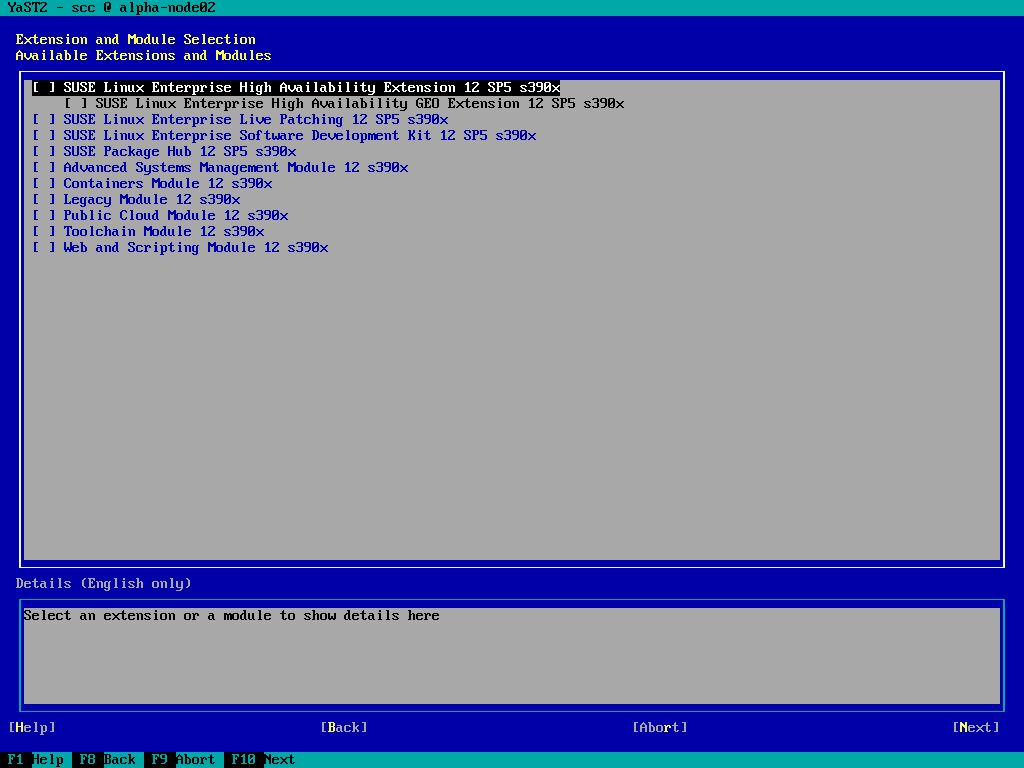 YaST2 - scc @ alpha-node02
Extension and Module Selection
Available Extensions and Modules
[ ] SUSE Linux Enterprise High Availability Extension 12 SP5 s390x
[ ] SUSE Linux Enterprise High Availability GEO Extension 12 SP5 s390x
[ ] SUSE Linux Enterprise Live Patching 12 SP5 s390x
[ ] SUSE Linux Enterprise Software Development Kit 12 SP5 s390x
[ ] SUSE Package Hub 12 SP5 s390x
[ ] Advanced Systems Management Module 12 s390x
[ ] Containers Module 12 s390x
[ ] Legacy Module 12 s390x
[ ] Public Cloud Module 12 s390x
[ ] Toolchain Module 12 s390x
[ ] Web and Scripting Module 12 s390x
Details (English only)
Select an extension or a module to show details here
[Help] [Back] [Abort] [Next]
F1 Help F8 Back F9 Abort F10 Next